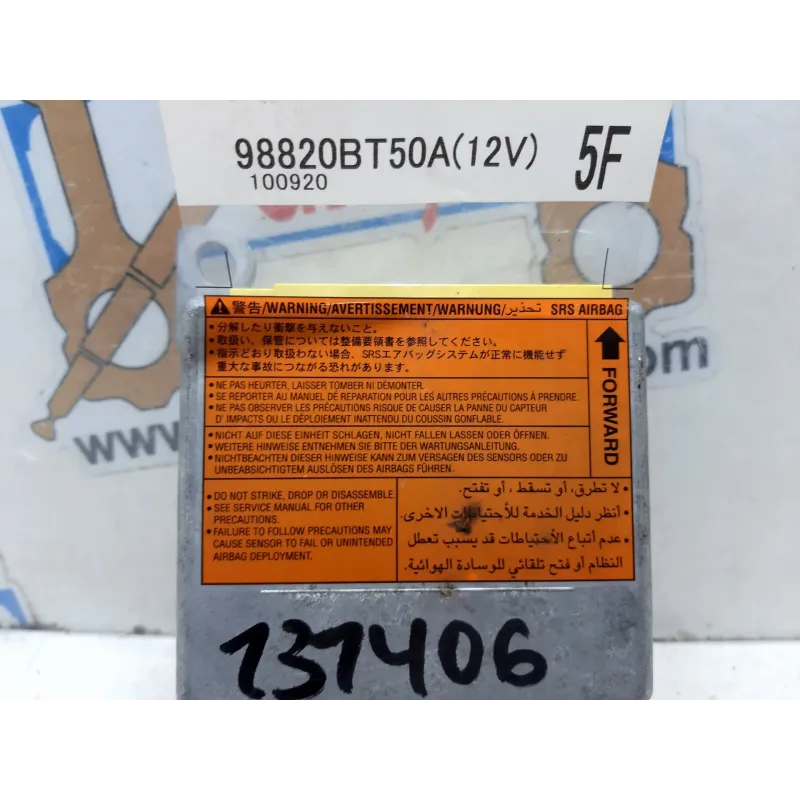 98820BT50A(12V) 5F
100920
警告/WARNING/AVERTISSEMENT/WARNUNG/تحذير SRS AIRBAG
• 分解したり衝撃を与えないこと。
• 取扱い、保管については整備要領書を参照してください。
• 指示どおり取扱わない場合、SRSエアバッグシステムが正常に機能せず
重大な事故につながる恐れがあります。
• NE PAS HEURTER, LAISSER TOMBER NI DÉMONTER.
• SE REPORTER AU MANUEL DE RÉPARATION POUR LES AUTRES PRÉCAUTIONS À PRENDRE.
• NE PAS OBSERVER LES PRÉCAUTIONS RISQUE DE CAUSER LA PANNE DU CAPTEUR
D' IMPACTS OU LE DÉPLOIEMENT INATTENDU DU COUSSIN GONFLABLE.
• NICHT AUF DIESE EINHEIT SCHLAGEN, NICHT FALLEN LASSEN ODER ÖFFNEN.
• WEITERE HINWEISE ENTNEHMEN SIE BITTE DER WARTUNGSANLEITUNG.
• NICHTBEACHTEN DIESER HINWEISE KANN ZUM VERSAGEN DES SENSORS ODER ZU
UNBEABSICHTIGTEM AUSLÖSEN DES AIRBAGS FÜHREN.
FORWARD
• DO NOT STRIKE, DROP OR DISASSEMBLE.
• SEE SERVICE MANUAL FOR OTHER
PRECAUTIONS.
• FAILURE TO FOLLOW PRECAUTIONS MAY
CAUSE SENSOR TO FAIL OR UNINTENDED
AIRBAG DEPLOYMENT.
• لا تطرق، أو تسقط ، أو تفتح.
• أنظر دليل الخدمة للأحتياطات الاخرى.
• عدم أتباع الأحتياطات قد يسبب تعطل
النظام أو فتح تلقائي للوسادة الهوائية.
131406
www.